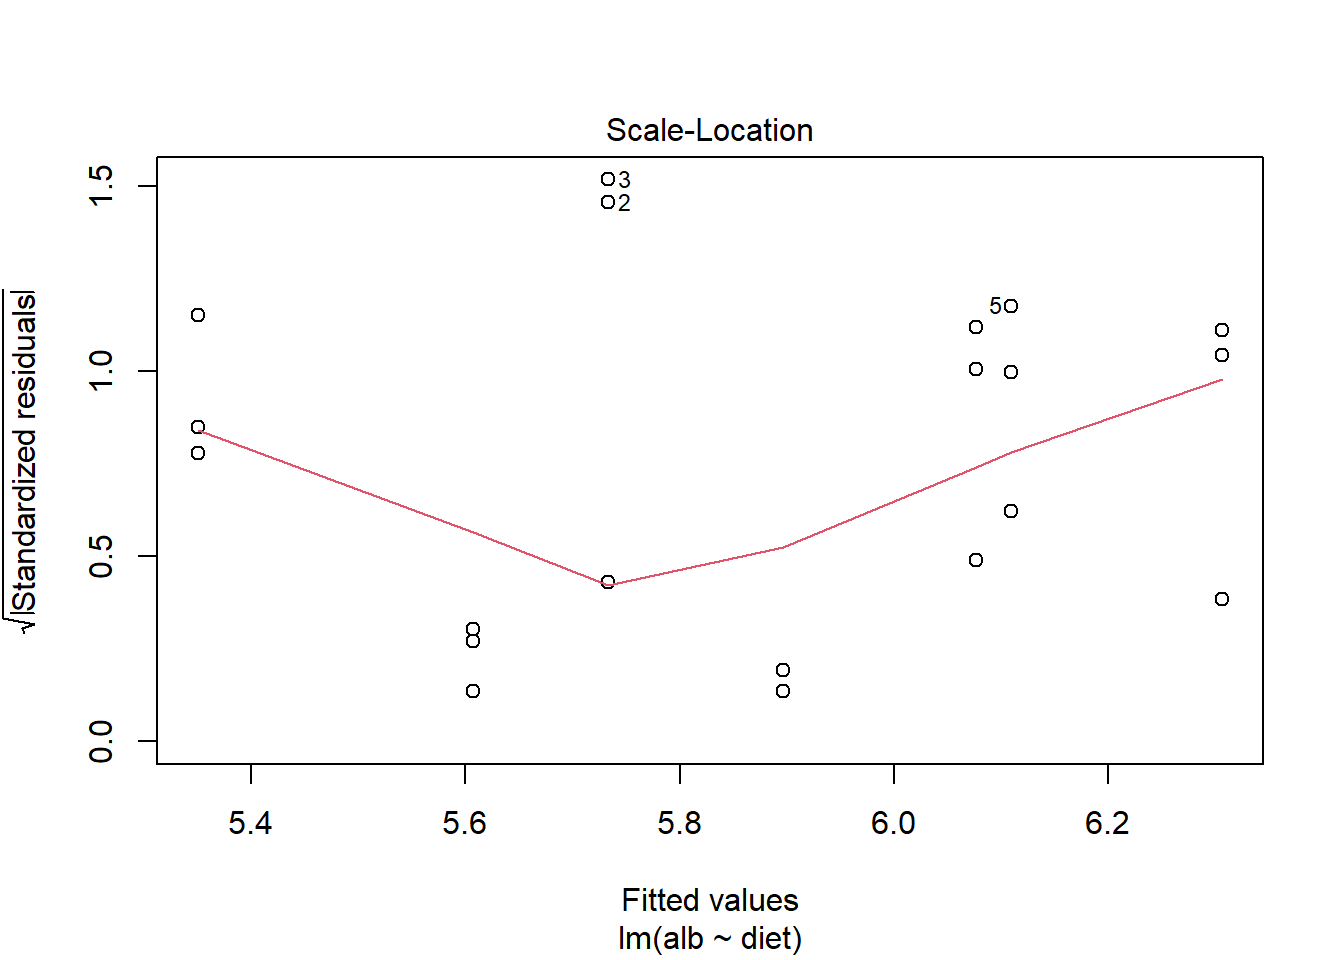 Scale-Location
√|Standardized residuals|
1.5
1.0
0.5
0.0
3
2
5
5.4 5.6 5.8 6.0 6.2
Fitted values
lm(alb ~ diet)